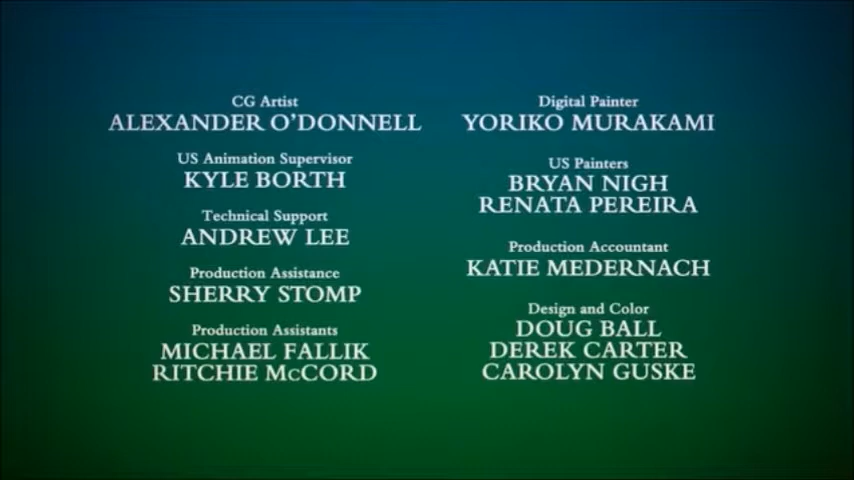 CG Artist
ALEXANDER O'DONNELL
US Animation Supervisor
KYLE BORTH
Technical Support
ANDREW LEE
Production Assistance
SHERRY STOMP
Production Assistants
MICHAEL FALLIK
RITCHIE McCORD
Digital Painter
YORIKO MURAKAMI
US Painters
BRYAN NIGH
RENATA PEREIRA
Production Accountant
KATIE MEDERNACH
Design and Color
DOUG BALL
DEREK CARTER
CAROLYN GUSKE